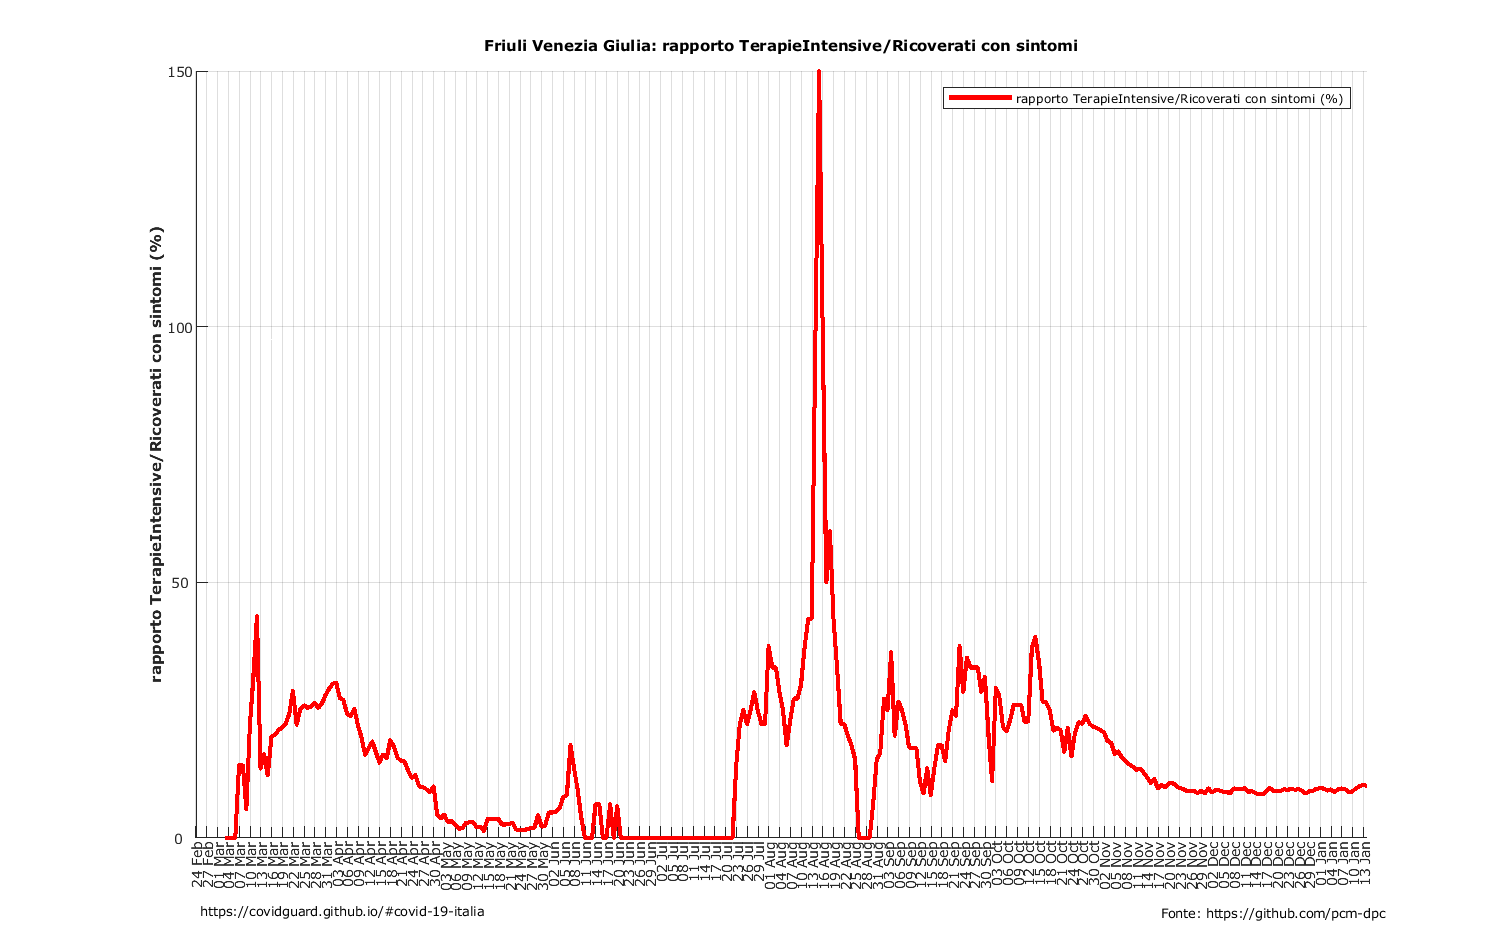 Friuli Venezia Giulia: rapporto TerapieIntensive/Ricoverati con sintomi
rapporto TerapieIntensive/Ricoverati con sintomi (%)
rapporto TerapieIntensive/Ricoverati con sintomi (%)
150
100
50
0
24 Feb
27 Feb
01 Mar
04 Mar
07 Mar
10 Mar
13 Mar
16 Mar
19 Mar
22 Mar
25 Mar
28 Mar
31 Mar
03 Apr
06 Apr
09 Apr
12 Apr
15 Apr
18 Apr
21 Apr
24 Apr
27 Apr
30 Apr
03 May
06 May
09 May
12 May
15 May
18 May
21 May
24 May
27 May
30 May
02 Jun
05 Jun
08 Jun
11 Jun
14 Jun
17 Jun
20 Jun
23 Jun
26 Jun
29 Jun
02 Jul
05 Jul
08 Jul
11 Jul
14 Jul
17 Jul
20 Jul
23 Jul
26 Jul
29 Jul
01 Aug
04 Aug
07 Aug
10 Aug
13 Aug
16 Aug
19 Aug
22 Aug
25 Aug
28 Aug
31 Aug
03 Sep
06 Sep
09 Sep
12 Sep
15 Sep
18 Sep
21 Sep
24 Sep
27 Sep
30 Sep
03 Oct
06 Oct
09 Oct
12 Oct
15 Oct
18 Oct
21 Oct
24 Oct
27 Oct
30 Oct
02 Nov
05 Nov
08 Nov
11 Nov
14 Nov
17 Nov
20 Nov
23 Nov
26 Nov
29 Nov
02 Dec
05 Dec
08 Dec
11 Dec
14 Dec
17 Dec
20 Dec
23 Dec
26 Dec
29 Dec
01 Jan
04 Jan
07 Jan
10 Jan
13 Jan
https://covidguard.github.io/#covid-19-italia
Fonte: https://github.com/pcm-dpc